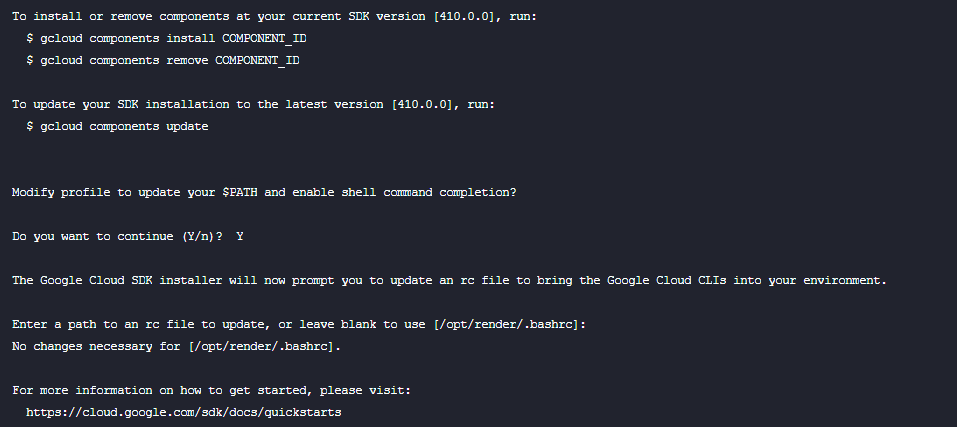 To install or remove components at your current SDK version [410.0.0], run:
$ gcloud components install COMPONENT_ID
$ gcloud components remove COMPONENT_ID
To update your SDK installation to the latest version [410.0.0], run:
$ gcloud components update
Modify profile to update your $PATH and enable shell command completion?
Do you want to continue (Y/n)?  Y
The Google Cloud SDK installer will now prompt you to update an rc file to bring the Google Cloud CLIs into your environment.
Enter a path to an rc file to update, or leave blank to use [/opt/render/.bashrc]:
No changes necessary for [/opt/render/.bashrc].
For more information on how to get started, please visit:
https://cloud.google.com/sdk/docs/quickstarts